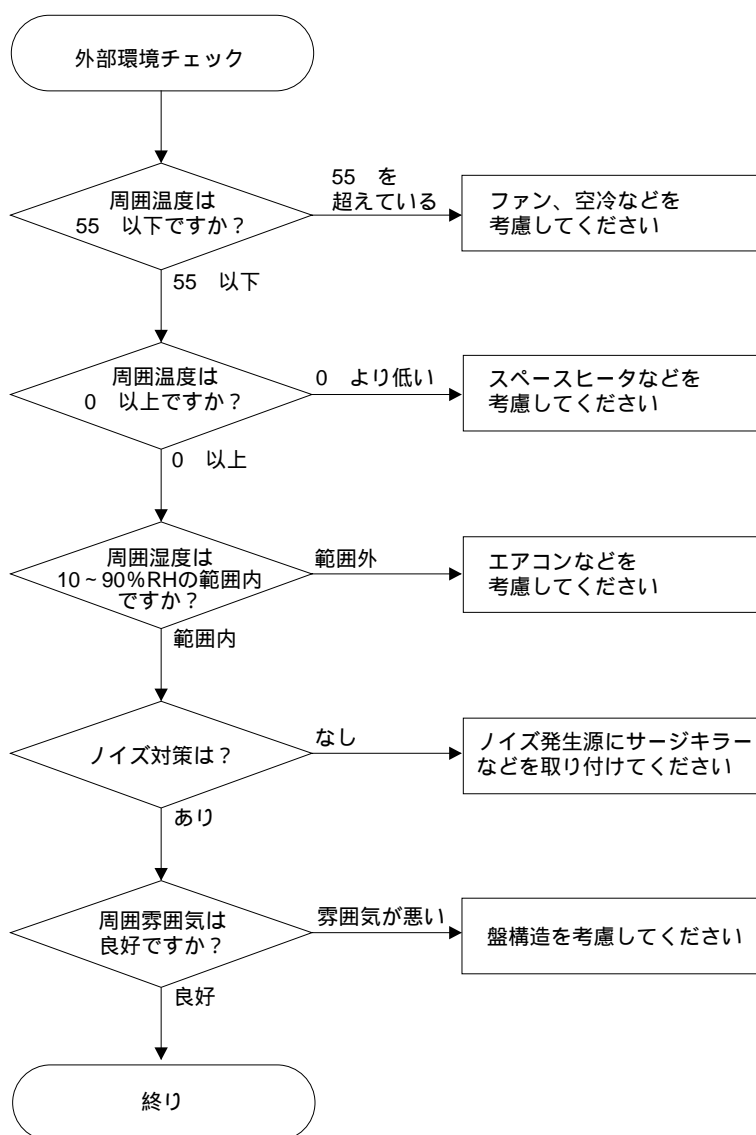 外部環境チェック
周囲温度は
55　以下ですか？
55　を
超えている
ファン、空冷などを
考慮してください
55　以下
周囲温度は
0　以上ですか？
0　より低い
スペースヒータなどを
考慮してください
0　以上
周囲湿度は
10～90%RHの範囲内
ですか？
範囲外
エアコンなどを
考慮してください
範囲内
ノイズ対策は？
なし
ノイズ発生源にサージキラー
などを取り付けてください
あり
周囲雰囲気は
良好ですか？
雰囲気が悪い
盤構造を考慮してください
良好
終り